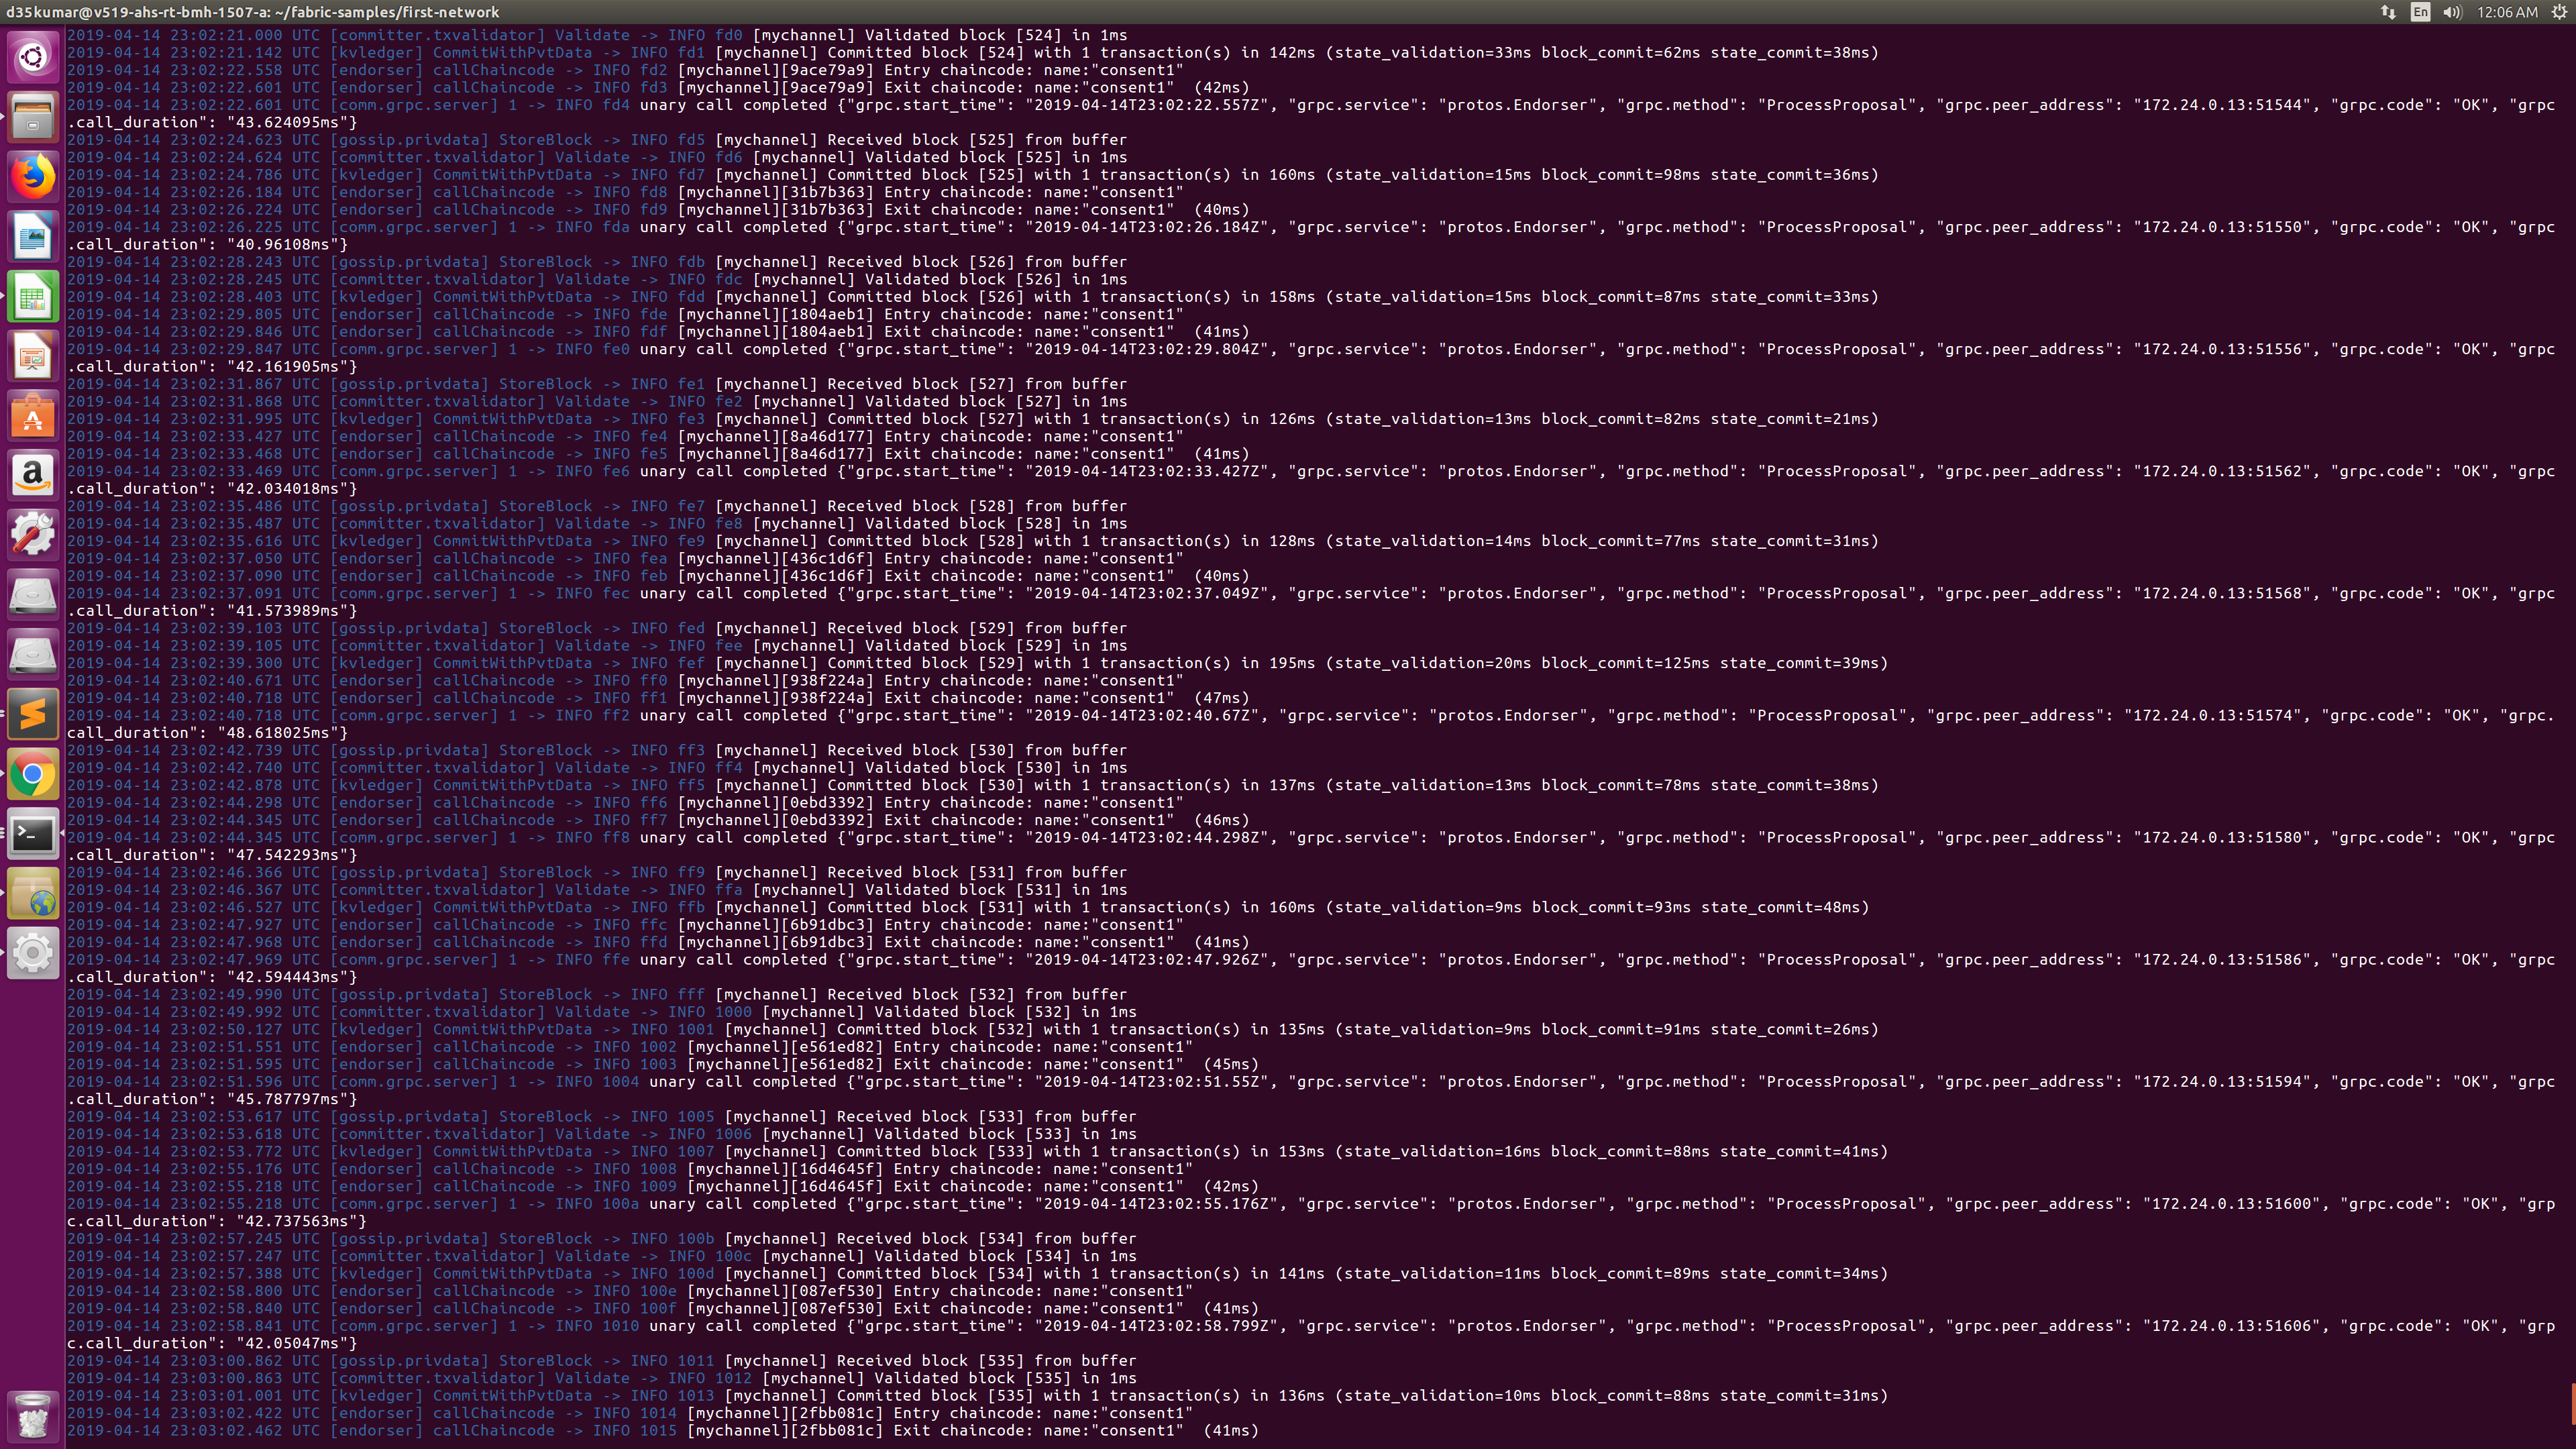 d35kumar@v519-ahs-rt-bmh-1507-a: ~/fabric-samples/first-network
En
12:06 AM
2019-04-14 23:02:21.000 UTC [committer.txvalidator] Validate -> INFO fd0 [mychannel] Validated block [524] in 1ms
2019-04-14 23:02:21.142 UTC [kvledger] CommitWithPvtData -> INFO fd1 [mychannel] Committed block [524] with 1 transaction(s) in 142ms (state_validation=33ms block_commit=62ms state_commit=38ms)
2019-04-14 23:02:22.558 UTC [endorser] callChaincode -> INFO fd2 [mychannel][9ace79a9] Entry chaincode: name:"consent1"
2019-04-14 23:02:22.601 UTC [endorser] callChaincode -> INFO fd3 [mychannel][9ace79a9] Exit chaincode: name:"consent1"  (42ms)
2019-04-14 23:02:22.601 UTC [comm.grpc.server] 1 -> INFO fd4 unary call completed {"grpc.start_time": "2019-04-14T23:02:22.557Z", "grpc.service": "protos.Endorser", "grpc.method": "ProcessProposal", "grpc.peer_address": "172.24.0.13:51544", "grpc.code": "OK", "grpc
.call_duration": "43.624095ms"}
2019-04-14 23:02:24.623 UTC [gossip.privdata] StoreBlock -> INFO fd5 [mychannel] Received block [525] from buffer
2019-04-14 23:02:24.624 UTC [committer.txvalidator] Validate -> INFO fd6 [mychannel] Validated block [525] in 1ms
2019-04-14 23:02:24.786 UTC [kvledger] CommitWithPvtData -> INFO fd7 [mychannel] Committed block [525] with 1 transaction(s) in 160ms (state_validation=15ms block_commit=98ms state_commit=36ms)
2019-04-14 23:02:26.184 UTC [endorser] callChaincode -> INFO fd8 [mychannel][31b7b363] Entry chaincode: name:"consent1"
2019-04-14 23:02:26.224 UTC [endorser] callChaincode -> INFO fd9 [mychannel][31b7b363] Exit chaincode: name:"consent1"  (40ms)
2019-04-14 23:02:26.225 UTC [comm.grpc.server] 1 -> INFO fda unary call completed {"grpc.start_time": "2019-04-14T23:02:26.184Z", "grpc.service": "protos.Endorser", "grpc.method": "ProcessProposal", "grpc.peer_address": "172.24.0.13:51550", "grpc.code": "OK", "grpc
.call_duration": "40.96108ms"}
2019-04-14 23:02:28.243 UTC [gossip.privdata] StoreBlock -> INFO fdb [mychannel] Received block [526] from buffer
2019-04-14 23:02:28.245 UTC [committer.txvalidator] Validate -> INFO fdc [mychannel] Validated block [526] in 1ms
2019-04-14 23:02:28.403 UTC [kvledger] CommitWithPvtData -> INFO fdd [mychannel] Committed block [526] with 1 transaction(s) in 158ms (state_validation=15ms block_commit=87ms state_commit=33ms)
2019-04-14 23:02:29.805 UTC [endorser] callChaincode -> INFO fde [mychannel][1804aeb1] Entry chaincode: name:"consent1"
2019-04-14 23:02:29.846 UTC [endorser] callChaincode -> INFO fdf [mychannel][1804aeb1] Exit chaincode: name:"consent1"  (41ms)
2019-04-14 23:02:29.847 UTC [comm.grpc.server] 1 -> INFO fe0 unary call completed {"grpc.start_time": "2019-04-14T23:02:29.804Z", "grpc.service": "protos.Endorser", "grpc.method": "ProcessProposal", "grpc.peer_address": "172.24.0.13:51556", "grpc.code": "OK", "grpc
.call_duration": "42.161905ms"}
2019-04-14 23:02:31.867 UTC [gossip.privdata] StoreBlock -> INFO fe1 [mychannel] Received block [527] from buffer
2019-04-14 23:02:31.868 UTC [committer.txvalidator] Validate -> INFO fe2 [mychannel] Validated block [527] in 1ms
2019-04-14 23:02:31.995 UTC [kvledger] CommitWithPvtData -> INFO fe3 [mychannel] Committed block [527] with 1 transaction(s) in 126ms (state_validation=13ms block_commit=82ms state_commit=21ms)
2019-04-14 23:02:33.427 UTC [endorser] callChaincode -> INFO fe4 [mychannel][8a46d177] Entry chaincode: name:"consent1"
2019-04-14 23:02:33.468 UTC [endorser] callChaincode -> INFO fe5 [mychannel][8a46d177] Exit chaincode: name:"consent1"  (41ms)
2019-04-14 23:02:33.469 UTC [comm.grpc.server] 1 -> INFO fe6 unary call completed {"grpc.start_time": "2019-04-14T23:02:33.427Z", "grpc.service": "protos.Endorser", "grpc.method": "ProcessProposal", "grpc.peer_address": "172.24.0.13:51562", "grpc.code": "OK", "grpc
.call_duration": "42.034018ms"}
2019-04-14 23:02:35.486 UTC [gossip.privdata] StoreBlock -> INFO fe7 [mychannel] Received block [528] from buffer
2019-04-14 23:02:35.487 UTC [committer.txvalidator] Validate -> INFO fe8 [mychannel] Validated block [528] in 1ms
2019-04-14 23:02:35.616 UTC [kvledger] CommitWithPvtData -> INFO fe9 [mychannel] Committed block [528] with 1 transaction(s) in 128ms (state_validation=14ms block_commit=77ms state_commit=31ms)
2019-04-14 23:02:37.050 UTC [endorser] callChaincode -> INFO fea [mychannel][436c1d6f] Entry chaincode: name:"consent1"
2019-04-14 23:02:37.090 UTC [endorser] callChaincode -> INFO feb [mychannel][436c1d6f] Exit chaincode: name:"consent1"  (40ms)
2019-04-14 23:02:37.091 UTC [comm.grpc.server] 1 -> INFO fec unary call completed {"grpc.start_time": "2019-04-14T23:02:37.049Z", "grpc.service": "protos.Endorser", "grpc.method": "ProcessProposal", "grpc.peer_address": "172.24.0.13:51568", "grpc.code": "OK", "grpc
.call_duration": "41.573989ms"}
2019-04-14 23:02:39.103 UTC [gossip.privdata] StoreBlock -> INFO fed [mychannel] Received block [529] from buffer
2019-04-14 23:02:39.105 UTC [committer.txvalidator] Validate -> INFO fee [mychannel] Validated block [529] in 1ms
2019-04-14 23:02:39.300 UTC [kvledger] CommitWithPvtData -> INFO fef [mychannel] Committed block [529] with 1 transaction(s) in 195ms (state_validation=20ms block_commit=125ms state_commit=39ms)
2019-04-14 23:02:40.671 UTC [endorser] callChaincode -> INFO ff0 [mychannel][938f224a] Entry chaincode: name:"consent1"
2019-04-14 23:02:40.718 UTC [endorser] callChaincode -> INFO ff1 [mychannel][938f224a] Exit chaincode: name:"consent1"  (47ms)
2019-04-14 23:02:40.718 UTC [comm.grpc.server] 1 -> INFO ff2 unary call completed {"grpc.start_time": "2019-04-14T23:02:40.67Z", "grpc.service": "protos.Endorser", "grpc.method": "ProcessProposal", "grpc.peer_address": "172.24.0.13:51574", "grpc.code": "OK", "grpc.
call_duration": "48.618025ms"}
2019-04-14 23:02:42.739 UTC [gossip.privdata] StoreBlock -> INFO ff3 [mychannel] Received block [530] from buffer
2019-04-14 23:02:42.740 UTC [committer.txvalidator] Validate -> INFO ff4 [mychannel] Validated block [530] in 1ms
2019-04-14 23:02:42.878 UTC [kvledger] CommitWithPvtData -> INFO ff5 [mychannel] Committed block [530] with 1 transaction(s) in 137ms (state_validation=13ms block_commit=78ms state_commit=38ms)
2019-04-14 23:02:44.298 UTC [endorser] callChaincode -> INFO ff6 [mychannel][0ebd3392] Entry chaincode: name:"consent1"
2019-04-14 23:02:44.345 UTC [endorser] callChaincode -> INFO ff7 [mychannel][0ebd3392] Exit chaincode: name:"consent1"  (46ms)
2019-04-14 23:02:44.345 UTC [comm.grpc.server] 1 -> INFO ff8 unary call completed {"grpc.start_time": "2019-04-14T23:02:44.298Z", "grpc.service": "protos.Endorser", "grpc.method": "ProcessProposal", "grpc.peer_address": "172.24.0.13:51580", "grpc.code": "OK", "grpc
.call_duration": "47.542293ms"}
2019-04-14 23:02:46.366 UTC [gossip.privdata] StoreBlock -> INFO ff9 [mychannel] Received block [531] from buffer
2019-04-14 23:02:46.367 UTC [committer.txvalidator] Validate -> INFO ffa [mychannel] Validated block [531] in 1ms
2019-04-14 23:02:46.527 UTC [kvledger] CommitWithPvtData -> INFO ffb [mychannel] Committed block [531] with 1 transaction(s) in 160ms (state_validation=9ms block_commit=93ms state_commit=48ms)
2019-04-14 23:02:47.927 UTC [endorser] callChaincode -> INFO ffc [mychannel][6b91dbc3] Entry chaincode: name:"consent1"
2019-04-14 23:02:47.968 UTC [endorser] callChaincode -> INFO ffd [mychannel][6b91dbc3] Exit chaincode: name:"consent1"  (41ms)
2019-04-14 23:02:47.969 UTC [comm.grpc.server] 1 -> INFO ffe unary call completed {"grpc.start_time": "2019-04-14T23:02:47.926Z", "grpc.service": "protos.Endorser", "grpc.method": "ProcessProposal", "grpc.peer_address": "172.24.0.13:51586", "grpc.code": "OK", "grpc
.call_duration": "42.594443ms"}
2019-04-14 23:02:49.990 UTC [gossip.privdata] StoreBlock -> INFO fff [mychannel] Received block [532] from buffer
2019-04-14 23:02:49.992 UTC [committer.txvalidator] Validate -> INFO 1000 [mychannel] Validated block [532] in 1ms
2019-04-14 23:02:50.127 UTC [kvledger] CommitWithPvtData -> INFO 1001 [mychannel] Committed block [532] with 1 transaction(s) in 135ms (state_validation=9ms block_commit=91ms state_commit=26ms)
2019-04-14 23:02:51.551 UTC [endorser] callChaincode -> INFO 1002 [mychannel][e561ed82] Entry chaincode: name:"consent1"
2019-04-14 23:02:51.595 UTC [endorser] callChaincode -> INFO 1003 [mychannel][e561ed82] Exit chaincode: name:"consent1"  (45ms)
2019-04-14 23:02:51.596 UTC [comm.grpc.server] 1 -> INFO 1004 unary call completed {"grpc.start_time": "2019-04-14T23:02:51.55Z", "grpc.service": "protos.Endorser", "grpc.method": "ProcessProposal", "grpc.peer_address": "172.24.0.13:51594", "grpc.code": "OK", "grpc
.call_duration": "45.787797ms"}
2019-04-14 23:02:53.617 UTC [gossip.privdata] StoreBlock -> INFO 1005 [mychannel] Received block [533] from buffer
2019-04-14 23:02:53.618 UTC [committer.txvalidator] Validate -> INFO 1006 [mychannel] Validated block [533] in 1ms
2019-04-14 23:02:53.772 UTC [kvledger] CommitWithPvtData -> INFO 1007 [mychannel] Committed block [533] with 1 transaction(s) in 153ms (state_validation=16ms block_commit=88ms state_commit=41ms)
2019-04-14 23:02:55.176 UTC [endorser] callChaincode -> INFO 1008 [mychannel][16d4645f] Entry chaincode: name:"consent1"
2019-04-14 23:02:55.218 UTC [endorser] callChaincode -> INFO 1009 [mychannel][16d4645f] Exit chaincode: name:"consent1"  (42ms)
2019-04-14 23:02:55.218 UTC [comm.grpc.server] 1 -> INFO 100a unary call completed {"grpc.start_time": "2019-04-14T23:02:55.176Z", "grpc.service": "protos.Endorser", "grpc.method": "ProcessProposal", "grpc.peer_address": "172.24.0.13:51600", "grpc.code": "OK", "grp
c.call_duration": "42.737563ms"}
2019-04-14 23:02:57.245 UTC [gossip.privdata] StoreBlock -> INFO 100b [mychannel] Received block [534] from buffer
2019-04-14 23:02:57.247 UTC [committer.txvalidator] Validate -> INFO 100c [mychannel] Validated block [534] in 1ms
2019-04-14 23:02:57.388 UTC [kvledger] CommitWithPvtData -> INFO 100d [mychannel] Committed block [534] with 1 transaction(s) in 141ms (state_validation=11ms block_commit=89ms state_commit=34ms)
2019-04-14 23:02:58.800 UTC [endorser] callChaincode -> INFO 100e [mychannel][087ef530] Entry chaincode: name:"consent1"
2019-04-14 23:02:58.840 UTC [endorser] callChaincode -> INFO 100f [mychannel][087ef530] Exit chaincode: name:"consent1"  (41ms)
2019-04-14 23:02:58.841 UTC [comm.grpc.server] 1 -> INFO 1010 unary call completed {"grpc.start_time": "2019-04-14T23:02:58.799Z", "grpc.service": "protos.Endorser", "grpc.method": "ProcessProposal", "grpc.peer_address": "172.24.0.13:51606", "grpc.code": "OK", "grp
c.call_duration": "42.05047ms"}
2019-04-14 23:03:00.862 UTC [gossip.privdata] StoreBlock -> INFO 1011 [mychannel] Received block [535] from buffer
2019-04-14 23:03:00.863 UTC [committer.txvalidator] Validate -> INFO 1012 [mychannel] Validated block [535] in 1ms
2019-04-14 23:03:01.001 UTC [kvledger] CommitWithPvtData -> INFO 1013 [mychannel] Committed block [535] with 1 transaction(s) in 136ms (state_validation=10ms block_commit=88ms state_commit=31ms)
2019-04-14 23:03:02.422 UTC [endorser] callChaincode -> INFO 1014 [mychannel][2fbb081c] Entry chaincode: name:"consent1"
2019-04-14 23:03:02.462 UTC [endorser] callChaincode -> INFO 1015 [mychannel][2fbb081c] Exit chaincode: name:"consent1"  (41ms)